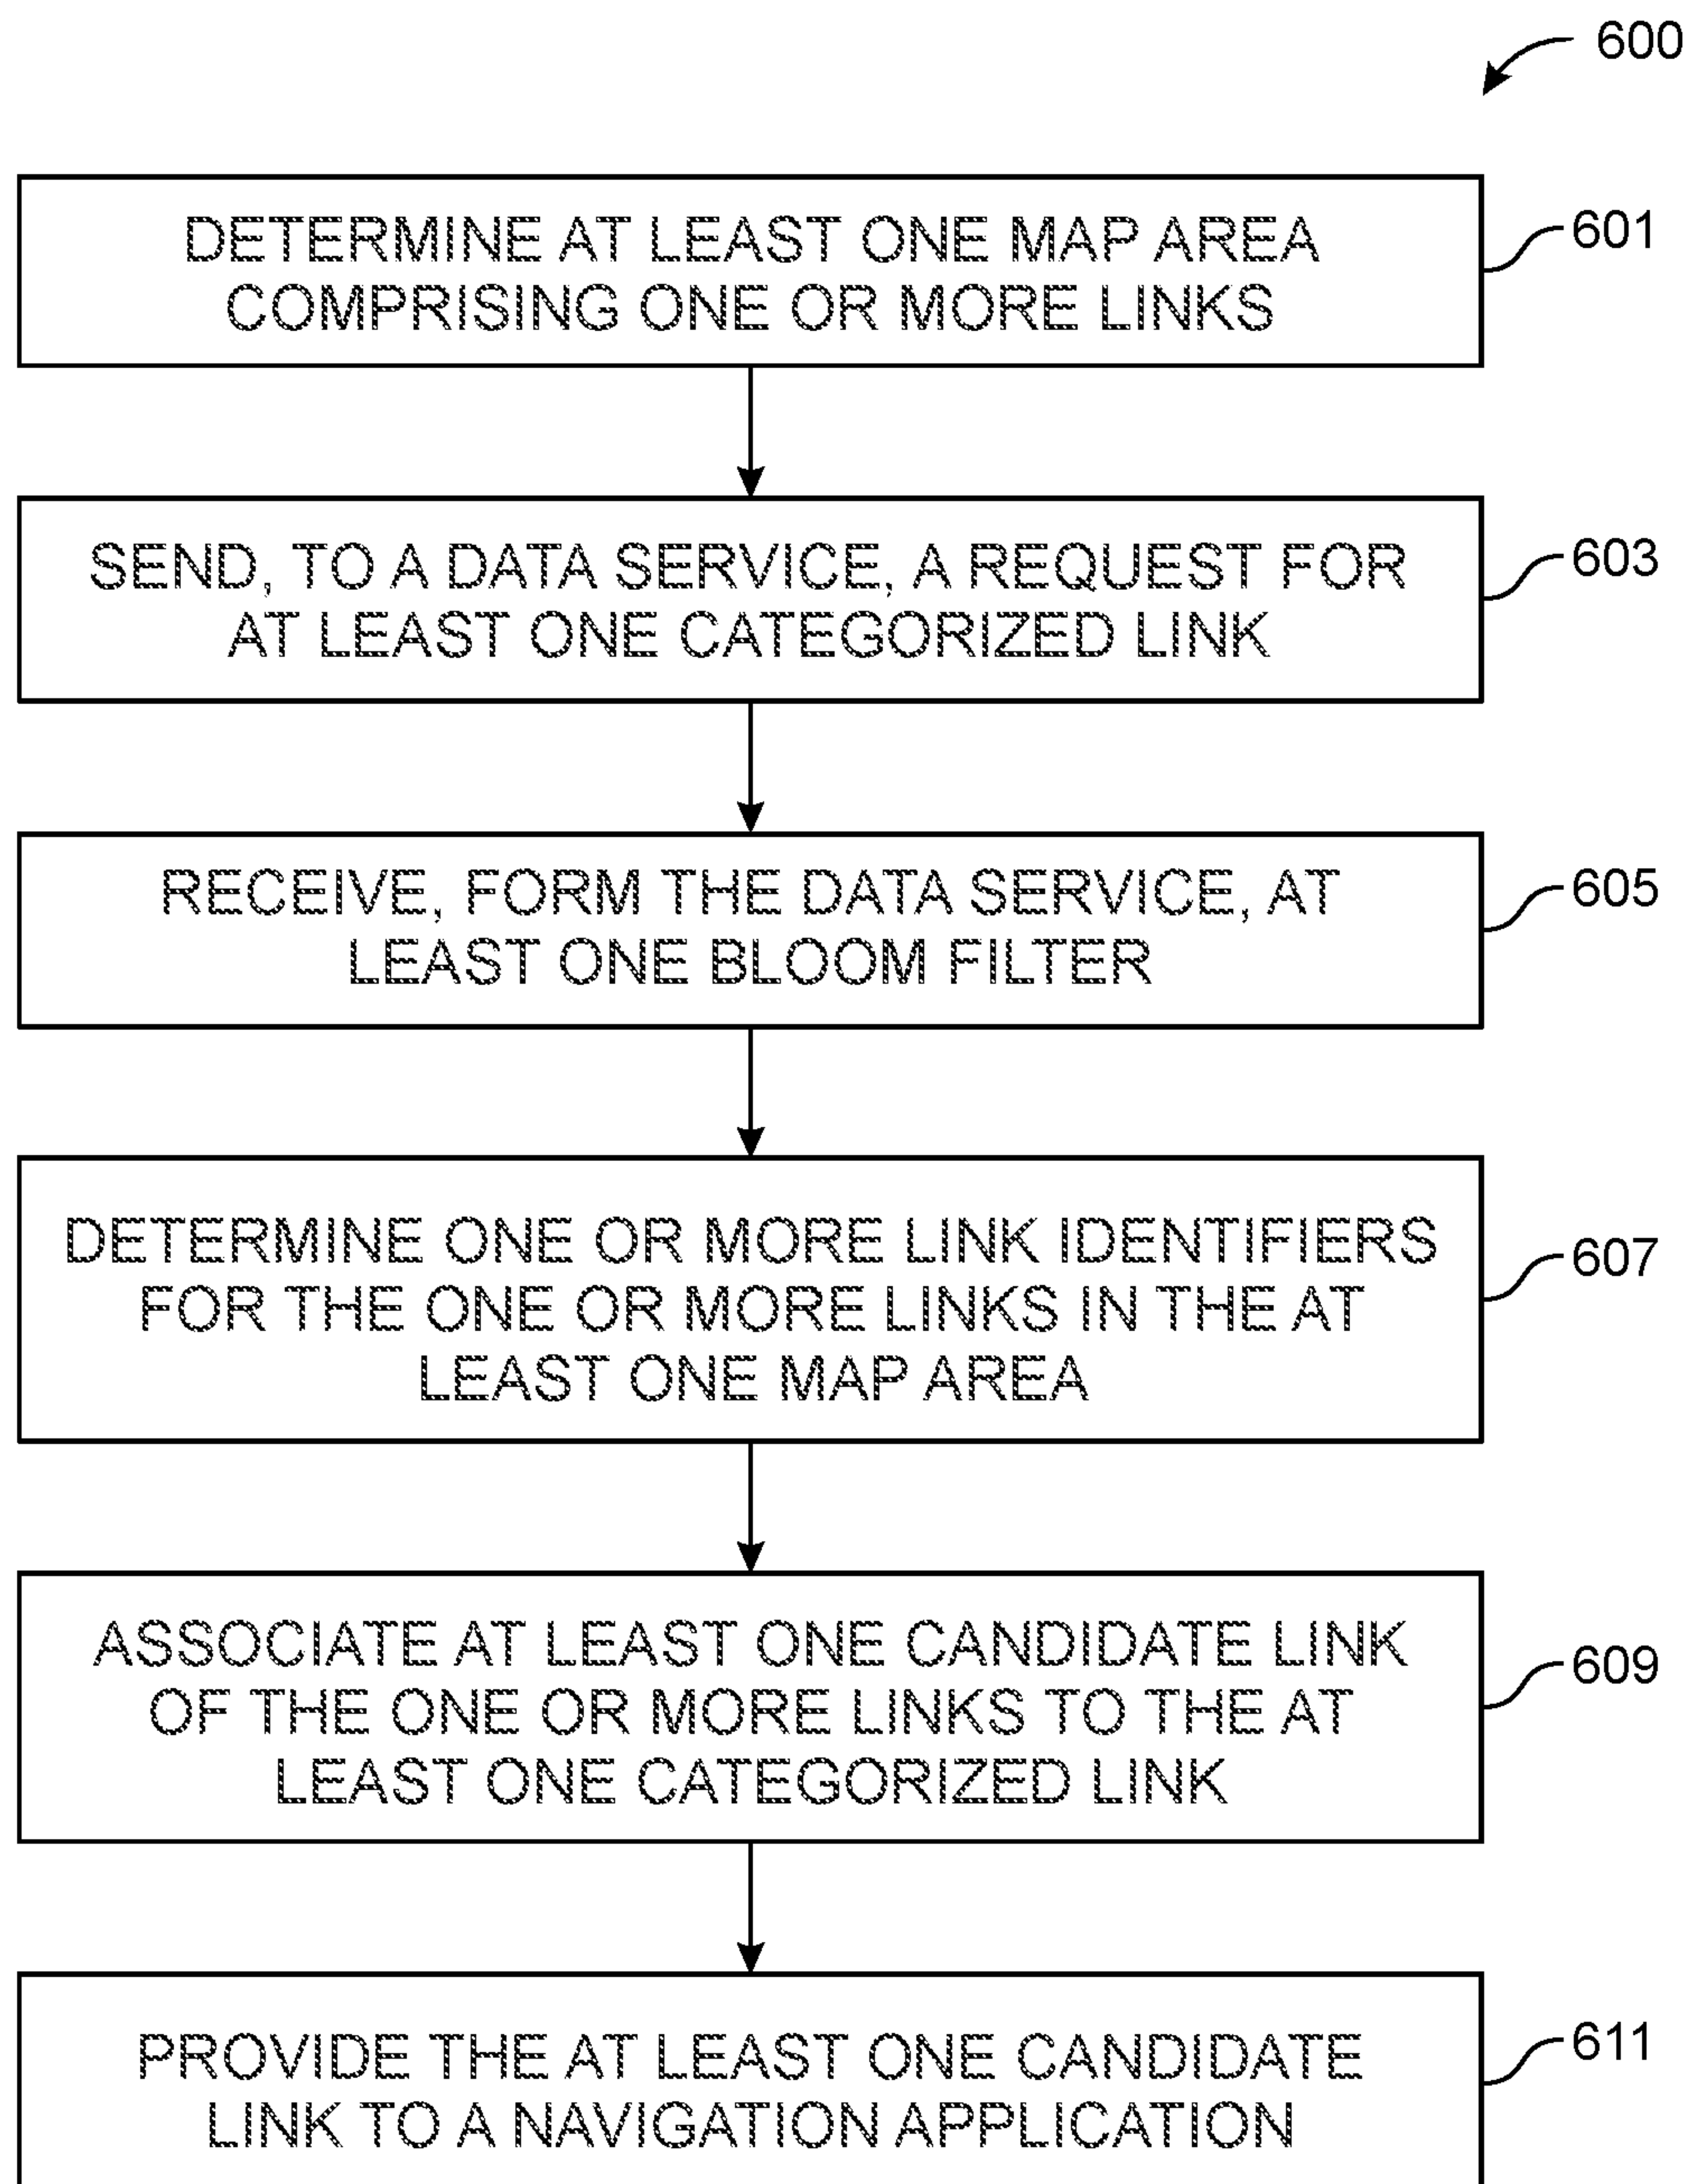 600
DETERMINE AT LEAST ONE MAP AREA
COMPRISING ONE OR MORE LINKS
601
SEND, TO A DATA SERVICE, A REQUEST FOR
AT LEAST ONE CATEGORIZED LINK
603
RECEIVE, FORM THE DATA SERVICE, AT
LEAST ONE BLOOM FILTER
605
DETERMINE ONE OR MORE LINK IDENTIFIERS
FOR THE ONE OR MORE LINKS IN THE AT
LEAST ONE MAP AREA
607
ASSOCIATE AT LEAST ONE CANDIDATE LINK
OF THE ONE OR MORE LINKS TO THE AT
LEAST ONE CATEGORIZED LINK
609
PROVIDE THE AT LEAST ONE CANDIDATE
LINK TO A NAVIGATION APPLICATION
611